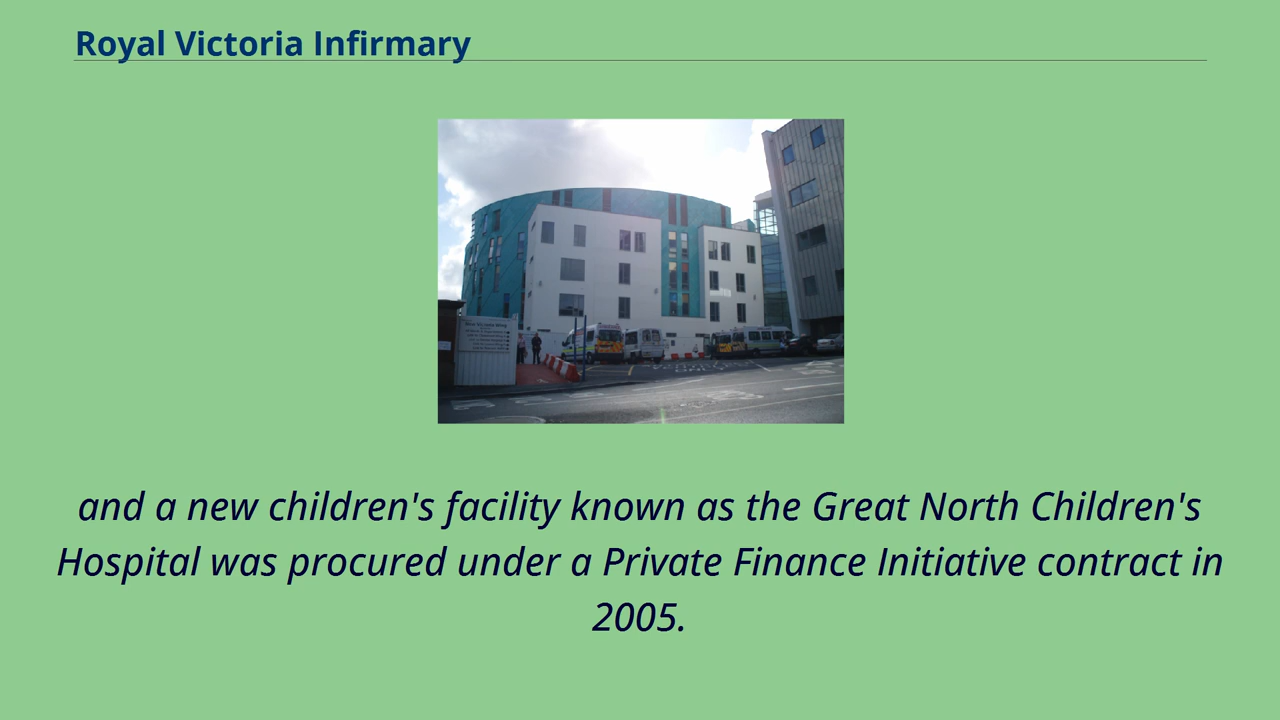 Royal Victoria Infirmary
and a new children's facility known as the Great North Children's
Hospital was procured under a Private Finance Initiative contract in
2005.